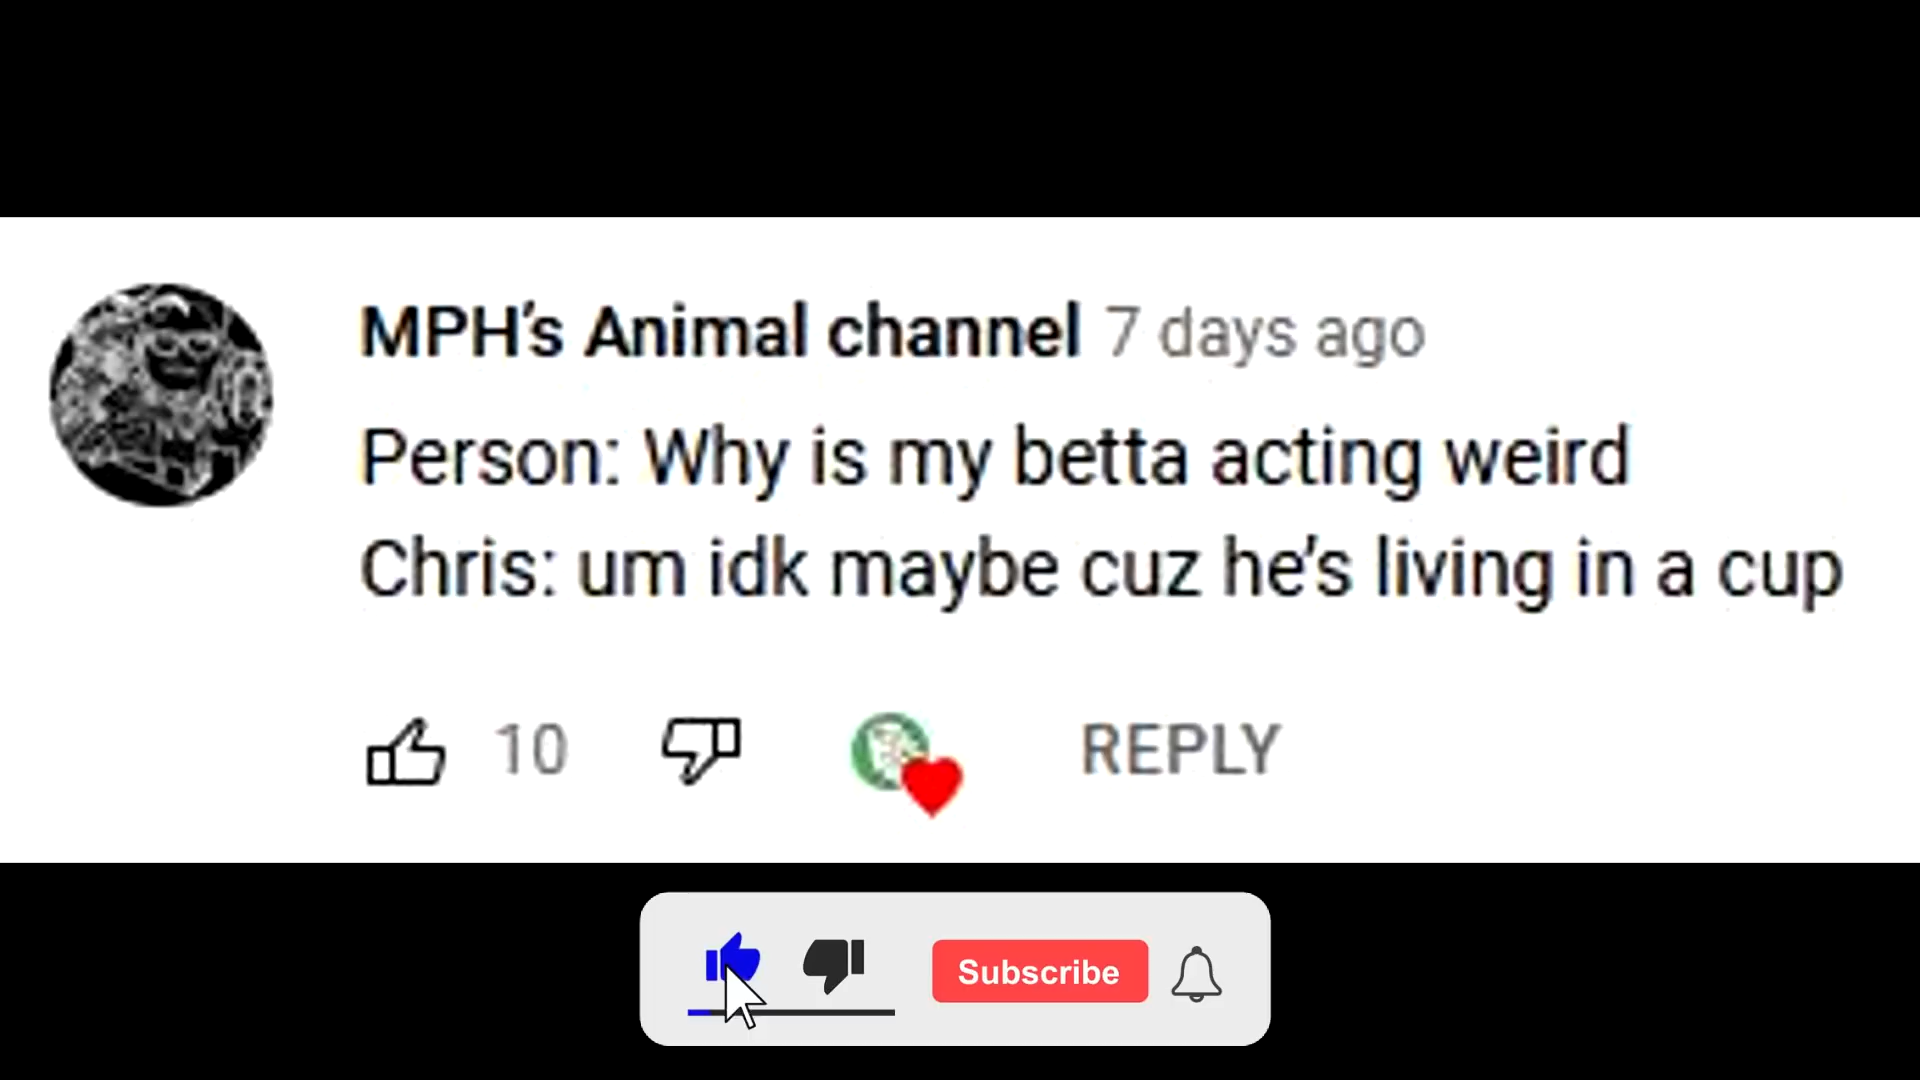 MPH's Animal channel 7 days ago
Person: Why is my betta acting weird
Chris: um idk maybe cuz he's living in a cup
10 REPLY
Subscribe